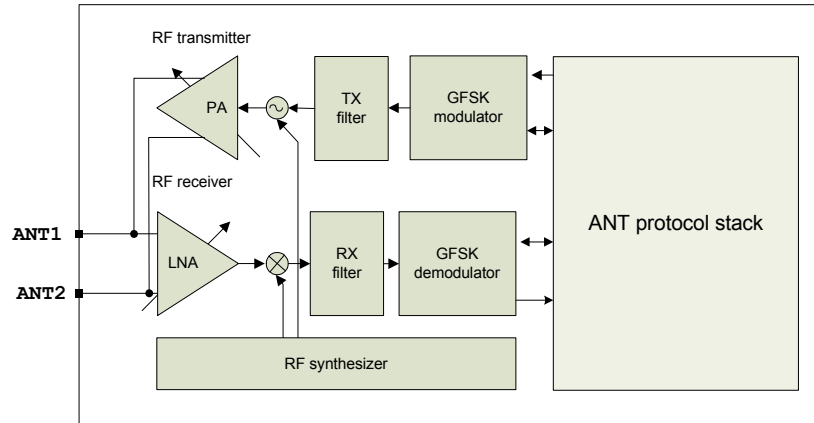 RF transmitter
PA
TX
filter
GFSK
modulator
ANT protocol stack
RF receiver
ANT1
LNA
RX
filter
GFSK
demodulator
ANT2
RF synthesizer